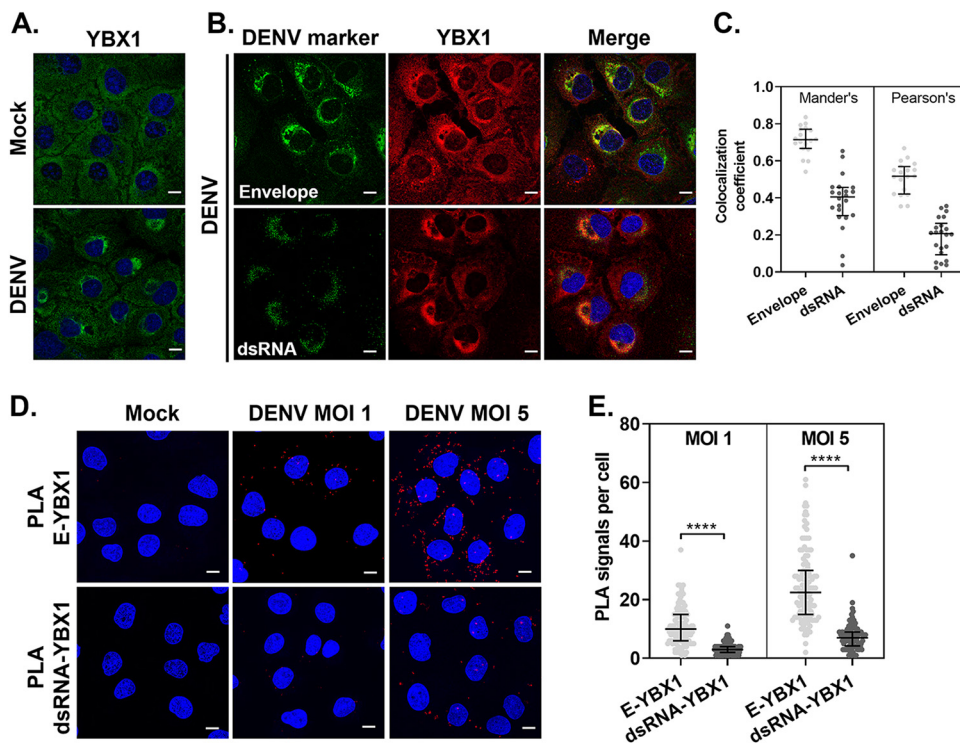 A.
YBX1
Mock
DENV
B.
DENV marker YBX1 Merge
DENV
Envelope
dsRNA
C.
Mander's Pearson's
Colocalization
coefficient
1.0
0.8
0.6
0.4
0.2
0.0
Envelope dsRNA Envelope dsRNA
D.
Mock DENV MOI 1 DENV MOI 5
PLA
E-YBX1
PLA
dsRNA-YBX1
E.
MOI 1 MOI 5
**** ****
PLA signals per cell
80
60
40
20
0
E-YBX1 dsRNA-YBX1 E-YBX1 dsRNA-YBX1